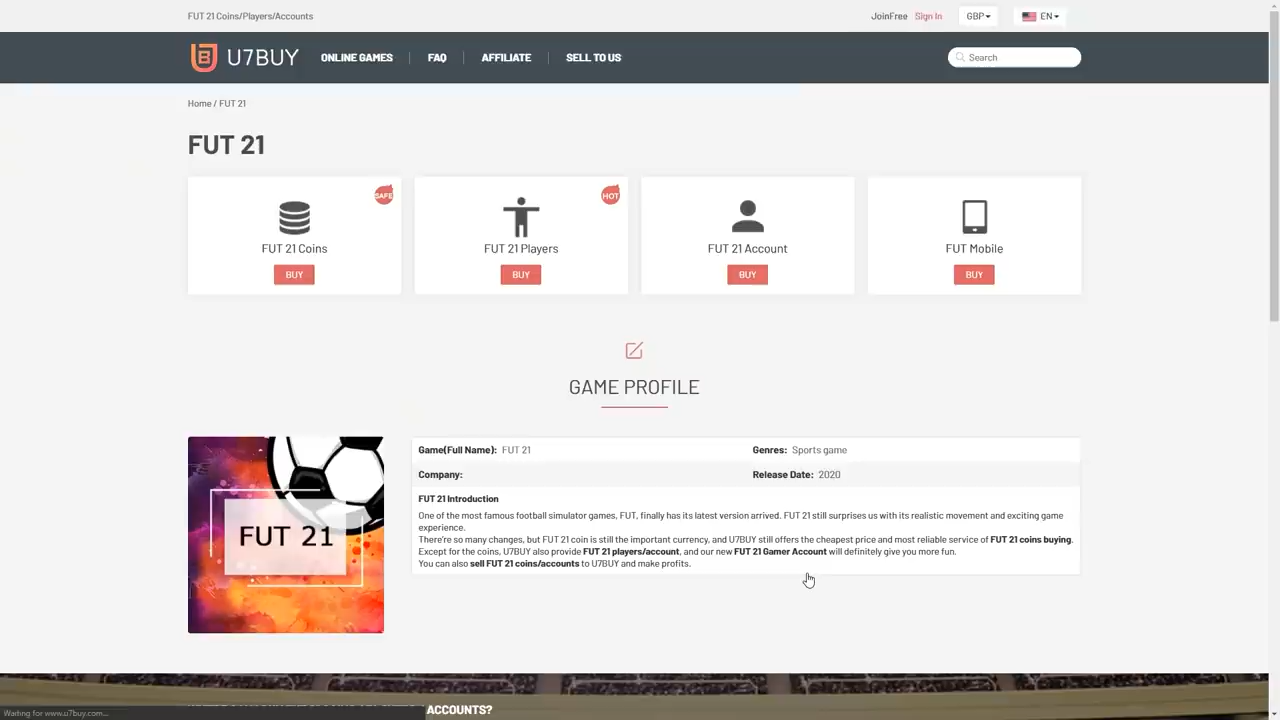 FUT 21 Coins/Players/Accounts
JoinFree Sign In GBP EN
U7BUY ONLINE GAMES FAQ AFFILIATE SELL TO US Search
Home / FUT 21
FUT 21
SAFE HOT
FUT 21 Coins FUT 21 Players FUT 21 Account FUT Mobile
BUY BUY BUY BUY
GAME PROFILE
FUT 21
Game(Full Name): FUT 21 Genres: Sports game
Company: Release Date: 2020
FUT 21 Introduction
One of the most famous football simulator games, FUT, finally has its latest version arrived. FUT 21 still surprises us with its realistic movement and exciting game
experience.
There're so many changes, but FUT 21 coin is still the important currency, and U7BUY still offers the cheapest price and most reliable service of FUT 21 coins buying.
Except for the coins, U7BUY also provide FUT 21 players/account, and our new FUT 21 Gamer Account will definitely give you more fun.
You can also sell FUT 21 coins/accounts to U7BUY and make profits.
ACCOUNTS?
Waiting for www.u7buy.com...